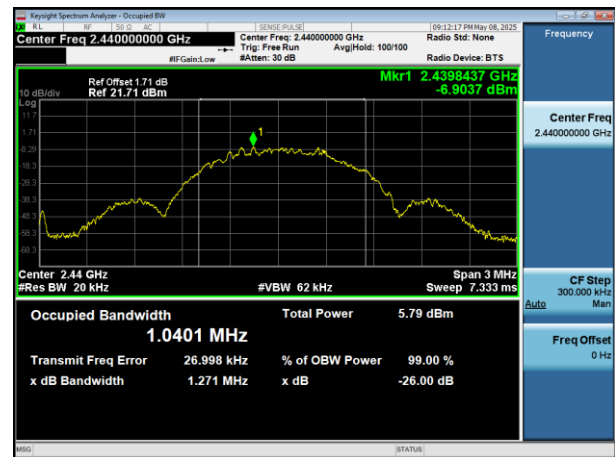 Keysight Spectrum Analyzer - Occupied BW
RL RF 50 Ω AC SENSE:PULSE 09:12:17 PM May 08, 2025
Center Freq 2.440000000 GHz
Center Freq: 2.440000000 GHz
Radio Std: None
Trig: Free Run Avg|Hold: 100/100
#IFGain:Low #Atten: 30 dB Radio Device: BTS
Mkr1 2.4398437 GHz
-6.9037 dBm
Ref Offset 1.71 dB
10 dB/div Ref 21.71 dBm
Log
11.7
1.71
-8.29
-18.3
-28.3
-38.3
-48.3
-58.3
-68.3
1
Center 2.44 GHz Span 3 MHz
#Res BW 20 kHz #VBW 62 kHz Sweep 7.333 ms
Occupied Bandwidth Total Power 5.79 dBm
1.0401 MHz
Transmit Freq Error 26.998 kHz % of OBW Power 99.00 %
x dB Bandwidth 1.271 MHz x dB -26.00 dB
MSG STATUS
Frequency
Center Freq
2.440000000 GHz
CF Step
300.000 kHz
Auto Man
Freq Offset
0 Hz